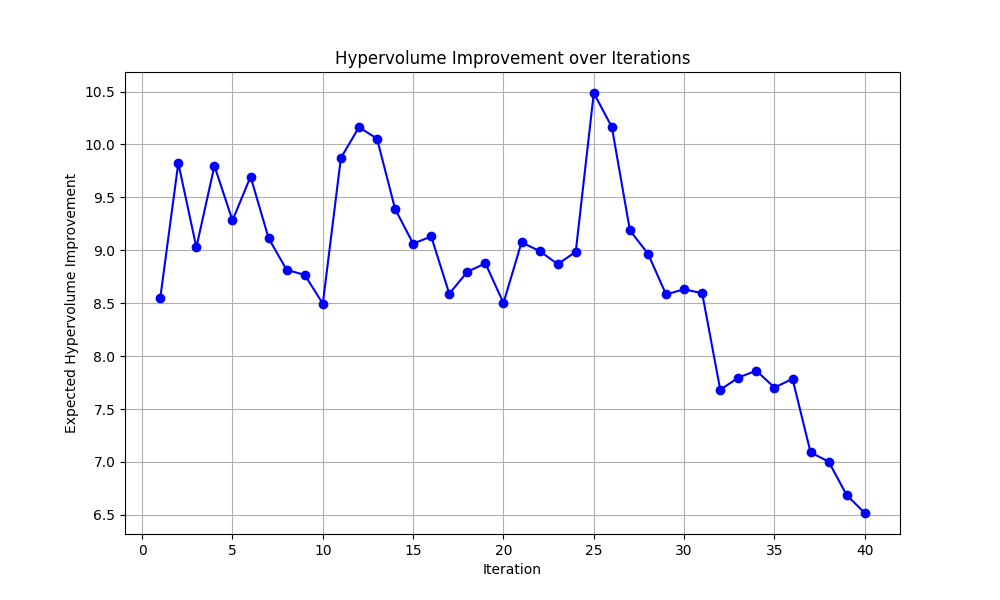 Hypervolume Improvement over Iterations
Expected Hypervolume Improvement
10.5
10.0
9.5
9.0
8.5
8.0
7.5
7.0
6.5
0 5 10 15 20 25 30 35 40
Iteration